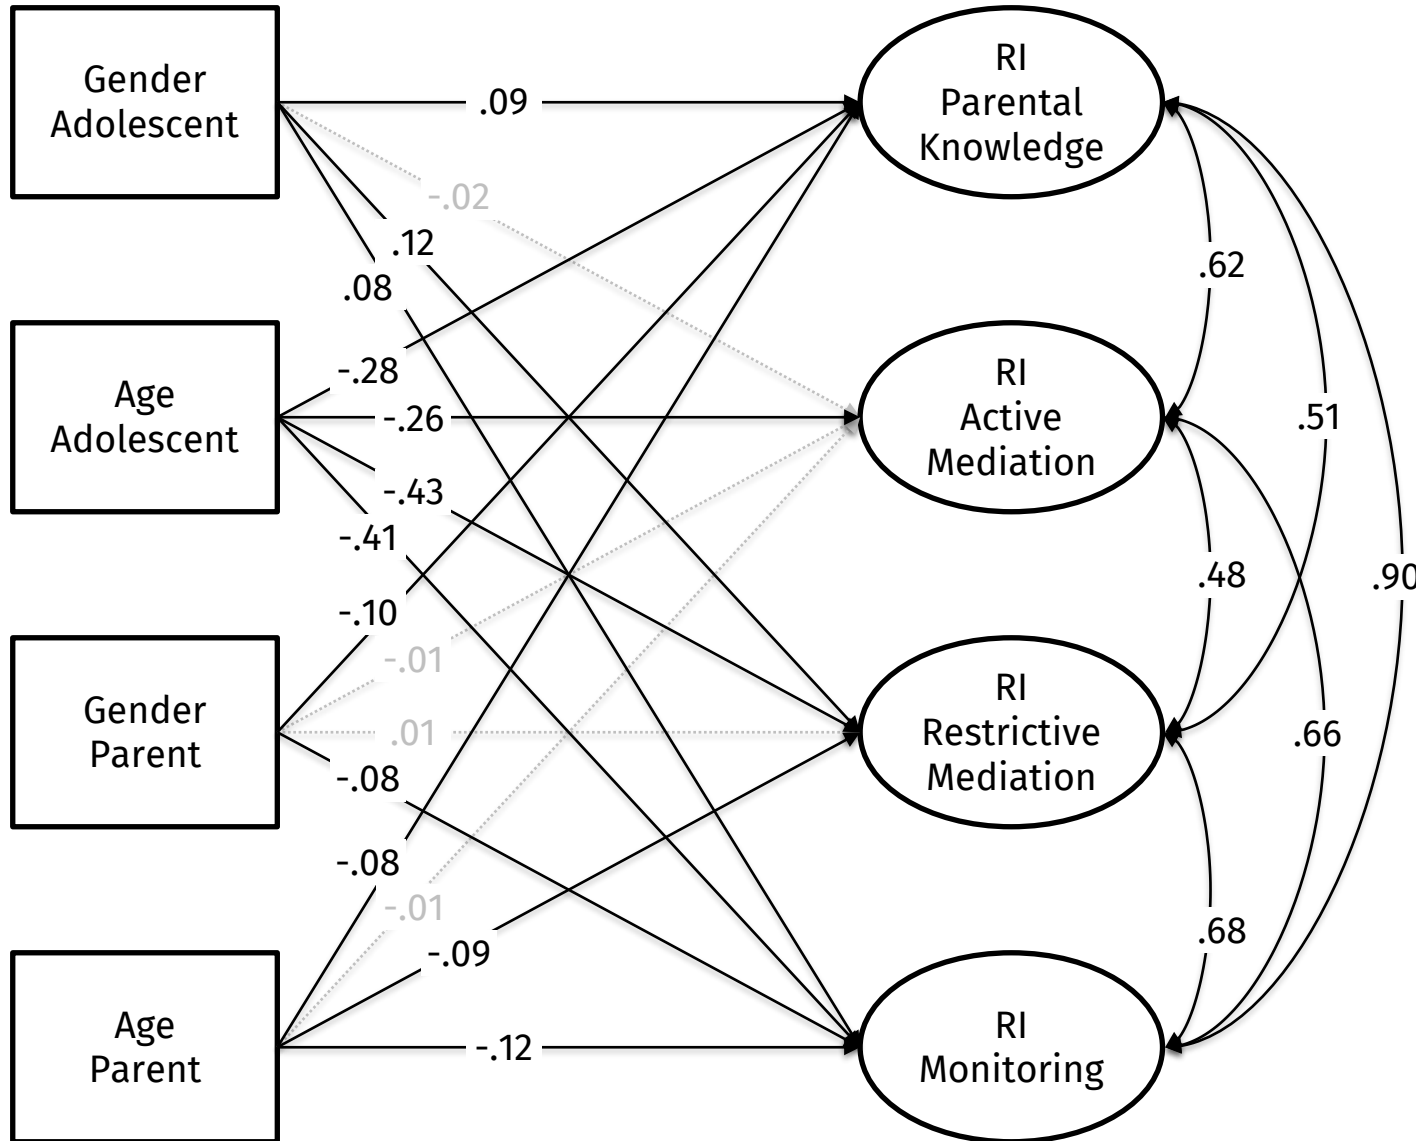 Gender
Adolescent
Age
Adolescent
Gender
Parent
Age
Parent
.09
-.02
.12
.08
-.28
-.26
-.43
-.41
-.10
-.01
.01
-.08
-.08
-.01
-.09
-.12
RI
Parental
Knowledge
RI
Active
Mediation
RI
Restrictive
Mediation
RI
Monitoring
.62
.51
.48
.90
.66
.68